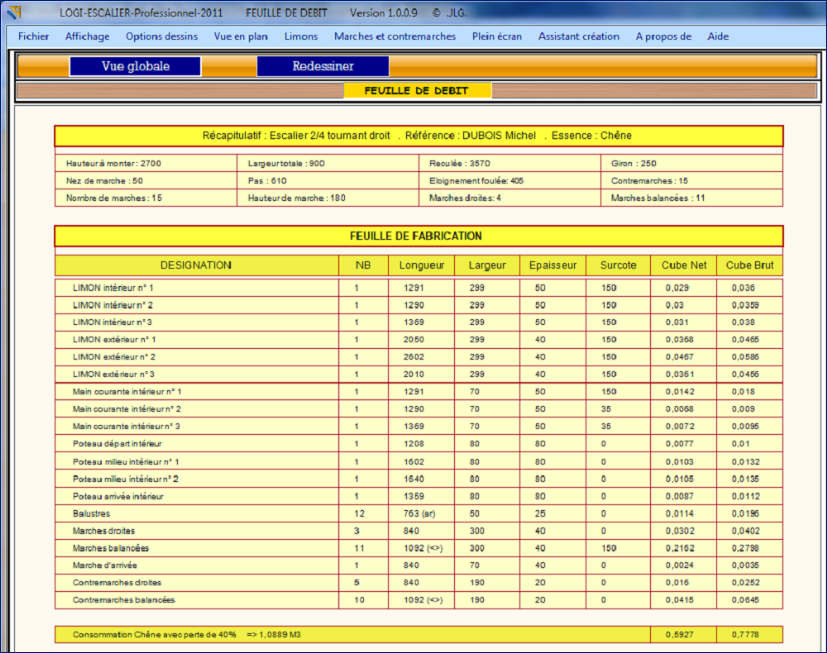 LOGI-ESCALIER-Professionnel-2011 FEUILLE DE DEBIT Version 1.0.0.9 © JLG.
Fichier Affichage Options dessins Vue en plan Limons Marches et contremarches Plein écran Assistant création A propos de Aide
Vue globale Redessiner
FEUILLE DE DEBIT
Récapitulatif : Escalier 2/4 tournant droit . Référence : DUBOIS Michel . Essence : Chêne
Hauteur à monter : 2700 Largeur totale : 900 Reculée : 3570 Giron : 250
Nez de marche : 50 Pas : 610 Eloignement foulée: 405 Contremarches : 15
Nombre de marches : 15 Hauteur de marche : 180 Marches droites: 4 Marches balancées : 11
FEUILLE DE FABRICATION
DESIGNATION NB Longueur Largeur Epaisseur Surcote Cube Net Cube Brut
LIMON intérieur n° 1 1 1291 299 50 150 0,029 0,036
LIMON intérieur n° 2 1 1290 299 50 150 0,03 0,0359
LIMON intérieur n° 3 1 1369 299 50 150 0,031 0,038
LIMON extérieur n° 1 1 2050 299 40 150 0,0368 0,0465
LIMON extérieur n° 2 1 2602 299 40 150 0,0467 0,0586
LIMON extérieur n° 3 1 2010 299 40 150 0,0361 0,0456
Main courante intérieur n° 1 1 1291 70 50 150 0,0142 0,018
Main courante intérieur n° 2 1 1290 70 50 35 0,0068 0,009
Main courante intérieur n° 3 1 1369 70 50 35 0,0072 0,0095
Poteau départ intérieur 1 1208 80 80 0 0,0077 0,01
Poteau milieu intérieur n° 1 1 1602 80 80 0 0,0103 0,0132
Poteau milieu intérieur n° 2 1 1640 80 80 0 0,0105 0,0135
Poteau arrivée intérieur 1 1359 80 80 0 0,0087 0,0112
Balustres 12 763 (ar) 50 25 0 0,0114 0,0196
Marches droites 3 840 300 40 0 0,0302 0,0402
Marches balancées 11 1092 (<>) 300 40 150 0,2162 0,2798
Marche d'arrivée 1 840 70 40 0 0,0024 0,0035
Contremarches droites 5 840 190 20 0 0,016 0,0252
Contremarches balancées 10 1092 (<>) 190 20 0 0,0415 0,0645
Consommation Chêne avec perte de 40% => 1,0889 M3 0,5927 0,7778